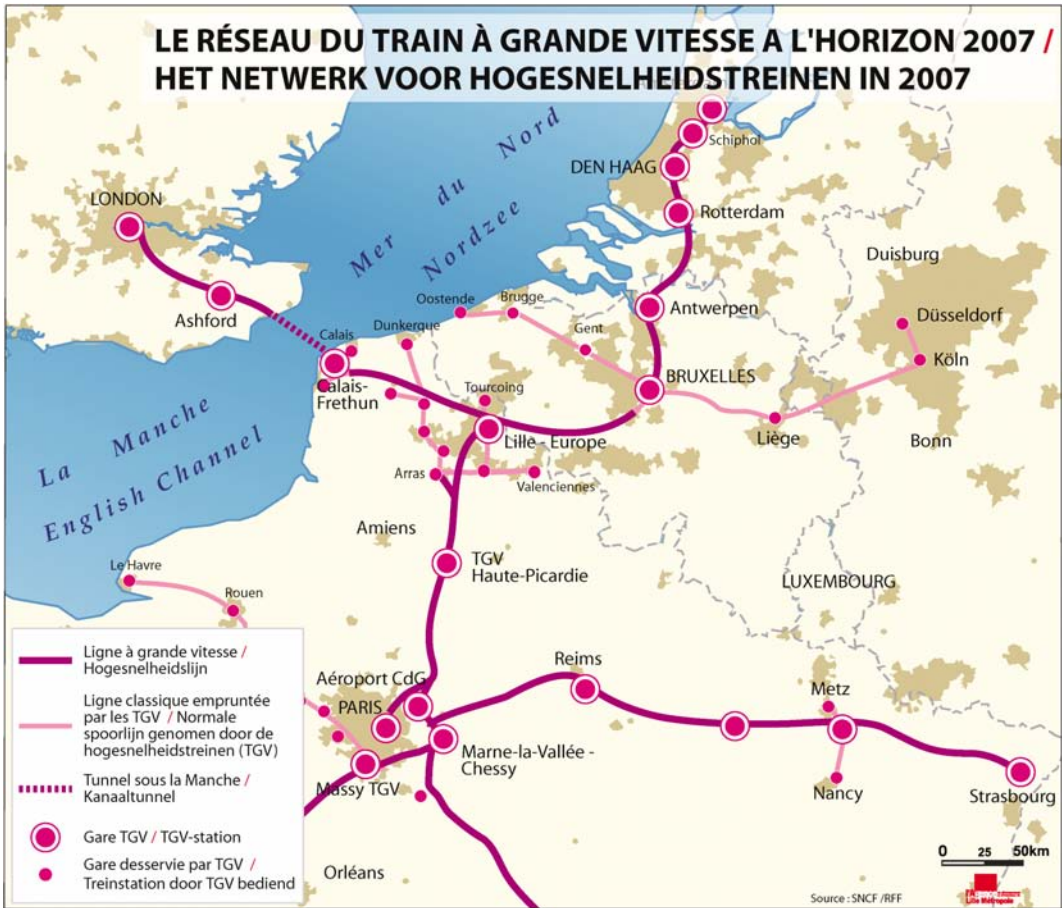 LE RÉSEAU DU TRAIN À GRANDE VITESSE A L'HORIZON 2007 /
HET NETWERK VOOR HOGESNELHEIDSTREINEN IN 2007
Mer du Nord
Nordzee
Schiphol
DEN HAAG
Rotterdam
LONDON
Ashford
Duisburg
Antwerpen
Düsseldorf
Köln
Bonn
Oostende
Brugge
Gent
Dunkerque
Calais
Calais-
Frethun
Tourcoing
BRUXELLES
Liège
Lille - Europe
La Manche
English Channel
Arras
Valenciennes
Amiens
TGV
Haute-Picardie
Le Havre
Rouen
LUXEMBOURG
Reims
Metz
Aéroport CdG
PARIS
Marne-la-Vallée -
Chessy
Massy TGV
Nancy
Strasbourg
Orléans
Ligne à grande vitesse /
Hogesnelheidslijn
Ligne classique empruntée
par les TGV / Normale
spoorlijn genomen door de
hogesnelheidstreinen (TGV)
Tunnel sous la Manche /
Kanaaltunnel
Gare TGV / TGV-station
Gare desservie par TGV /
Treinstation door TGV bediend
0 25 50km
Source : SNCF /RFF
Lille Métropole